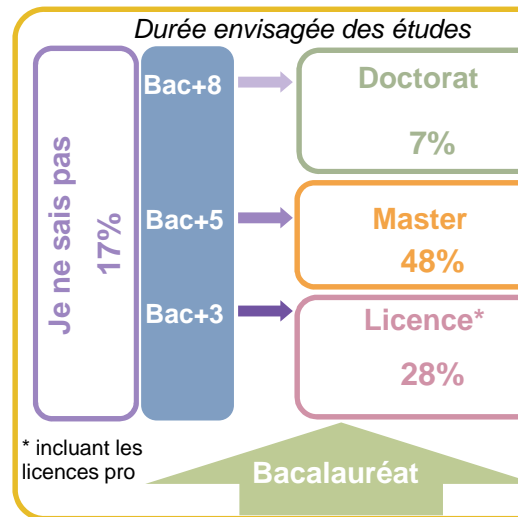 Durée envisagée des études
Je ne sais pas
17%
Bac+8
Doctorat
7%
Bac+5
Master
48%
Bac+3
Licence*
28%
* incluant les
licences pro
Bacalauréat